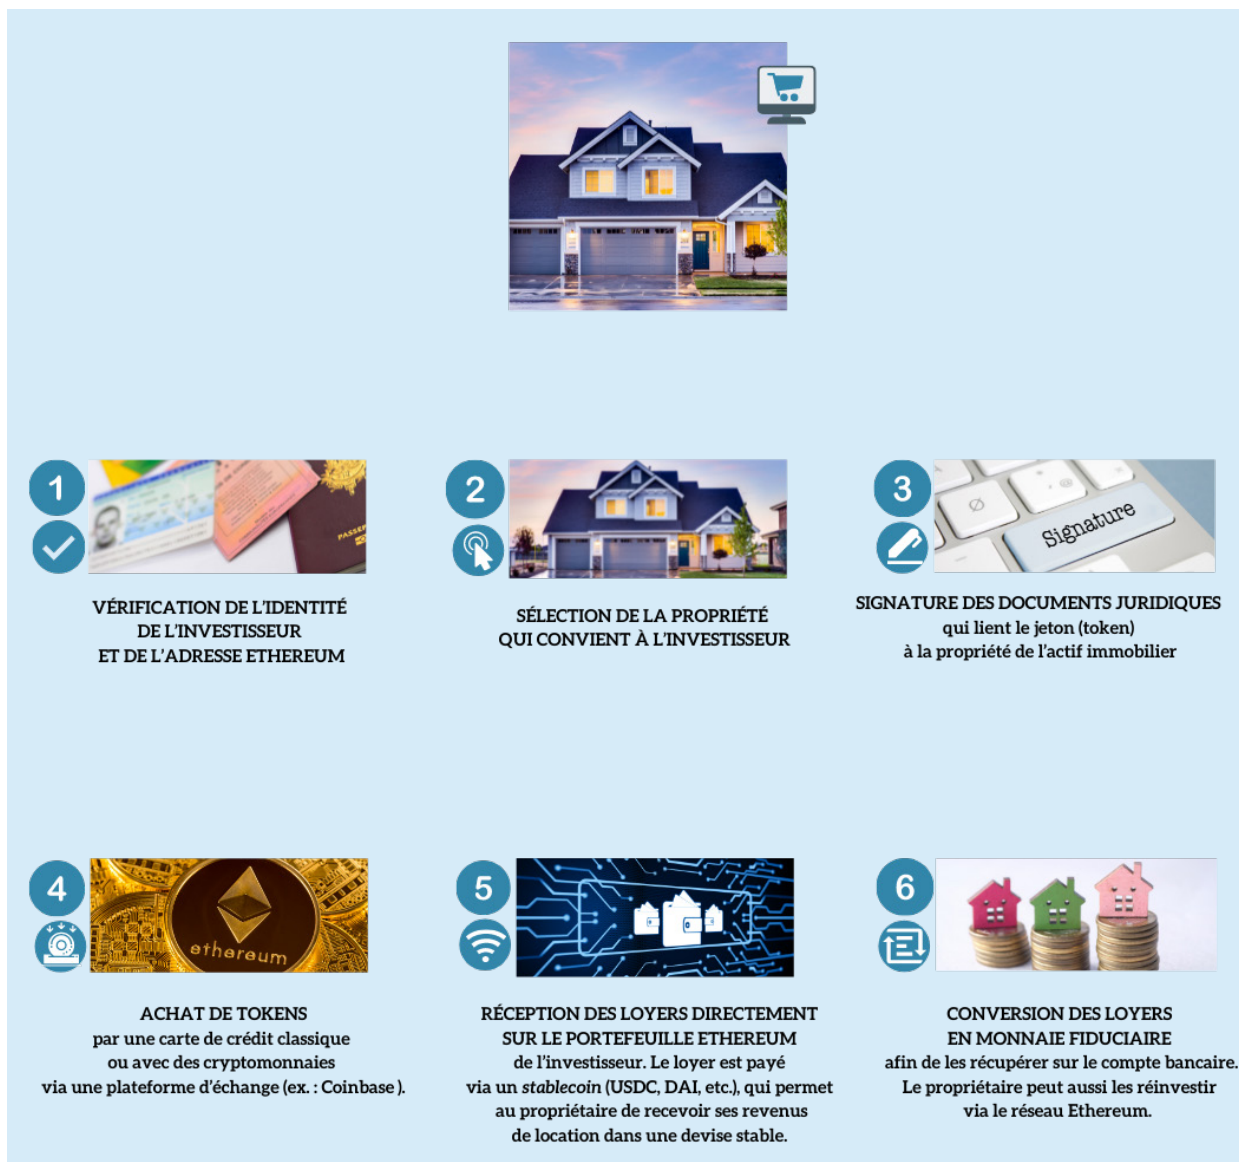 1
VÉRIFICATION DE L'IDENTITÉ
DE L'INVESTISSEUR
ET DE L'ADRESSE ETHEREUM
2
SÉLECTION DE LA PROPRIÉTÉ
QUI CONVIENT À L'INVESTISSEUR
3
Signature
SIGNATURE DES DOCUMENTS JURIDIQUES
qui lient le jeton (token)
à la propriété de l'actif immobilier
4
ethereum
ACHAT DE TOKENS
par une carte de crédit classique
ou avec des cryptomonnaies
via une plateforme d'échange (ex. : Coinbase ).
5
RÉCEPTION DES LOYERS DIRECTEMENT
SUR LE PORTEFEUILLE ETHEREUM
de l'investisseur. Le loyer est payé
via un stablecoin (USDC, DAI, etc.), qui permet
au propriétaire de recevoir ses revenus
de location dans une devise stable.
6
CONVERSION DES LOYERS
EN MONNAIE FIDUCIAIRE
afin de les récupérer sur le compte bancaire.
Le propriétaire peut aussi les réinvestir
via le réseau Ethereum.